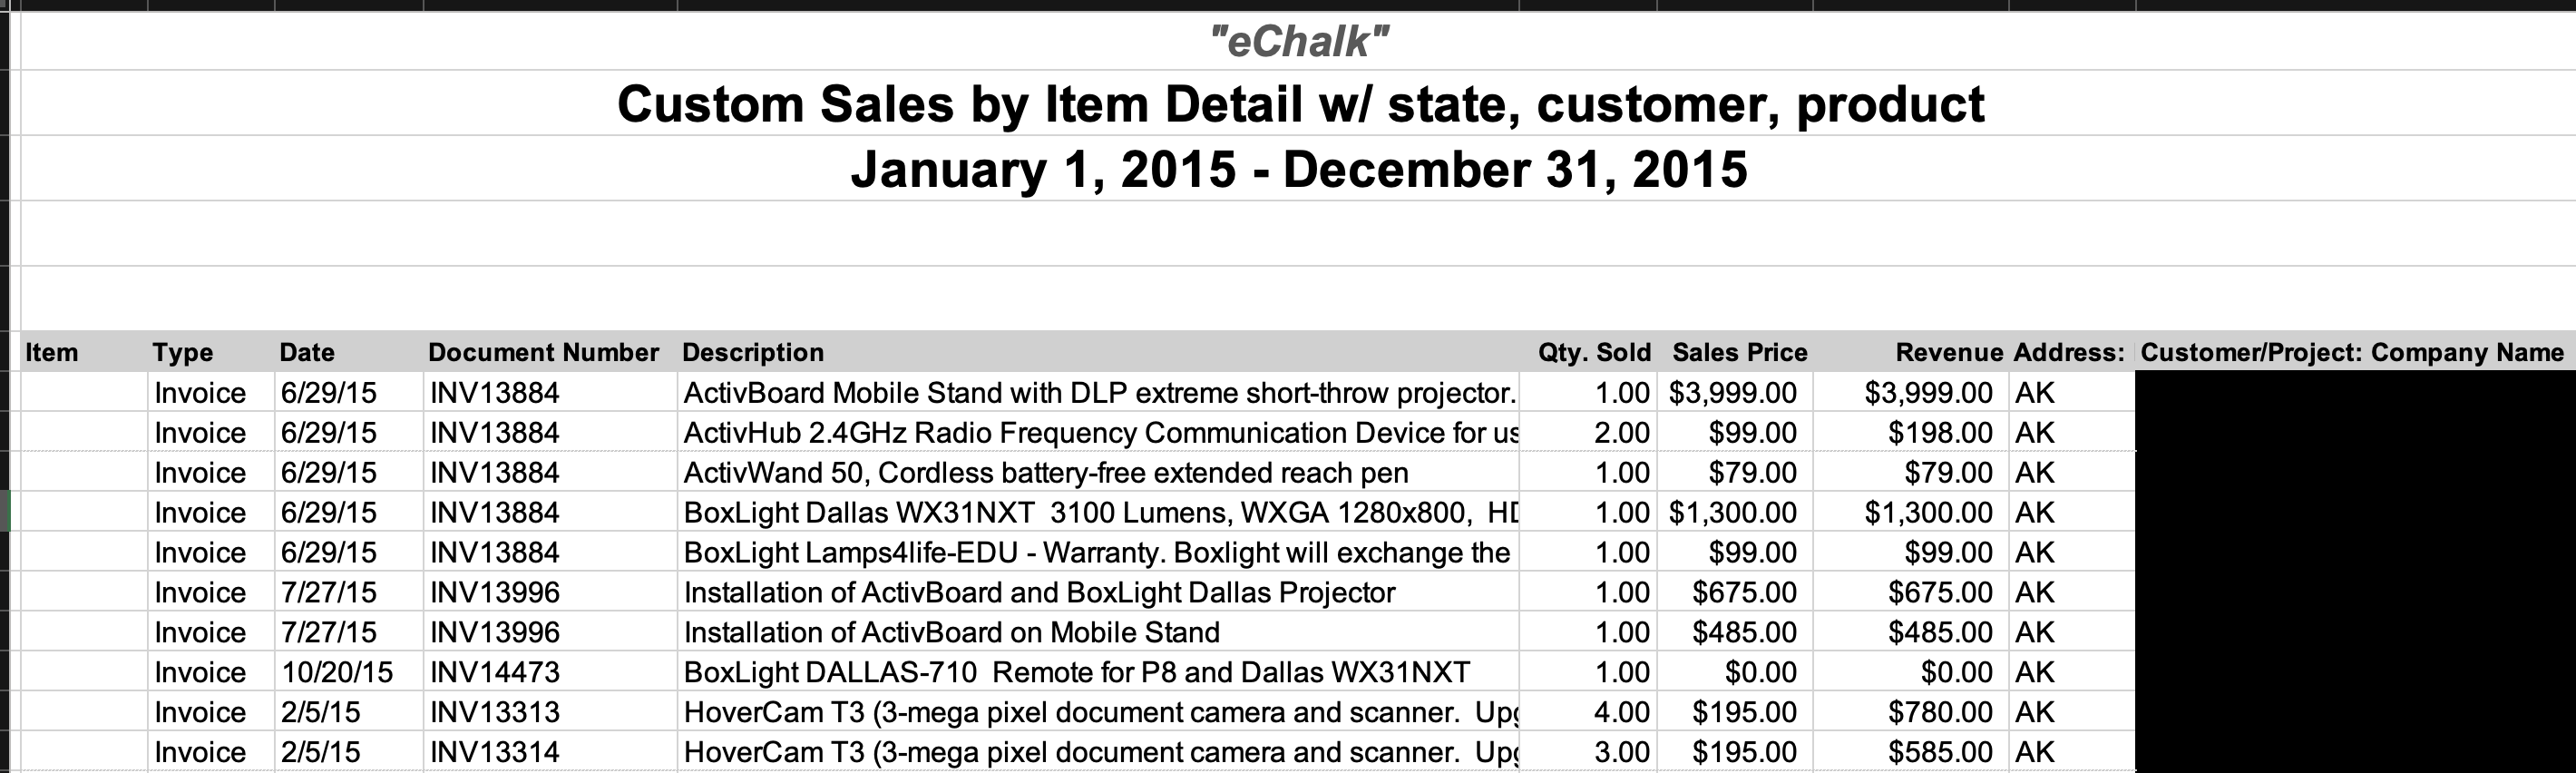 "eChalk"
Custom Sales by Item Detail w/ state, customer, product
January 1, 2015 - December 31, 2015
Item Type Date Document Number Description Qty. Sold Sales Price Revenue Address: Customer/Project: Company Name
Invoice 6/29/15 INV13884 ActivBoard Mobile Stand with DLP extreme short-throw projector. 1.00 $3,999.00 $3,999.00 AK
Invoice 6/29/15 INV13884 ActivHub 2.4GHz Radio Frequency Communication Device for 2.00 $99.00 $198.00 AK
Invoice 6/29/15 INV13884 ActivWand 50, Cordless battery-free extended reach pen 1.00 $79.00 $79.00 AK
Invoice 6/29/15 INV13884 BoxLight Dallas WX31NXT 3100 Lumens, WXGA 1280x800, 1.00 $1,300.00 $1,300.00 AK
Invoice 6/29/15 INV13884 BoxLight Lamps4life-EDU - Warranty. Boxlight will exchange the 1.00 $99.00 $99.00 AK
Invoice 7/27/15 INV13996 Installation of ActivBoard and BoxLight Dallas Projector 1.00 $675.00 $675.00 AK
Invoice 7/27/15 INV13996 Installation of ActivBoard on Mobile Stand 1.00 $485.00 $485.00 AK
Invoice 10/20/15 INV14473 BoxLight DALLAS-710 Remote for P8 and Dallas WX31NXT 1.00 $0.00 $0.00 AK
Invoice 2/5/15 INV13313 HoverCam T3 (3-mega pixel document camera and scanner. 4.00 $195.00 $780.00 AK
Invoice 2/5/15 INV13314 HoverCam T3 (3-mega pixel document camera and scanner. 3.00 $195.00 $585.00 AK